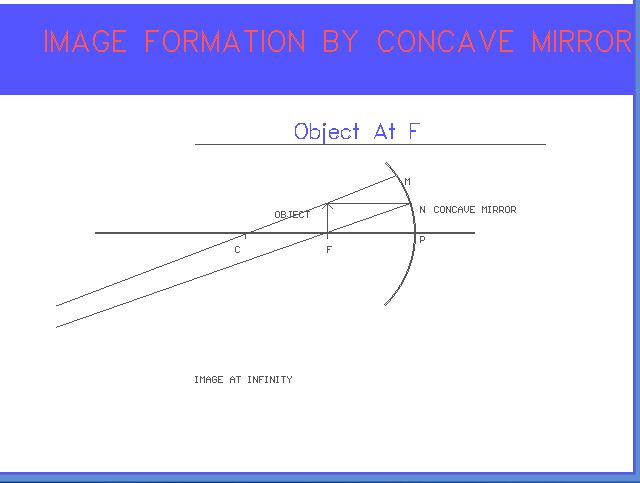 IMAGE FORMATION BY CONCAVE MIRROR
Object At F
M
OBJECT
N CONCAVE MIRROR
P
C
F
IMAGE AT INFINITY